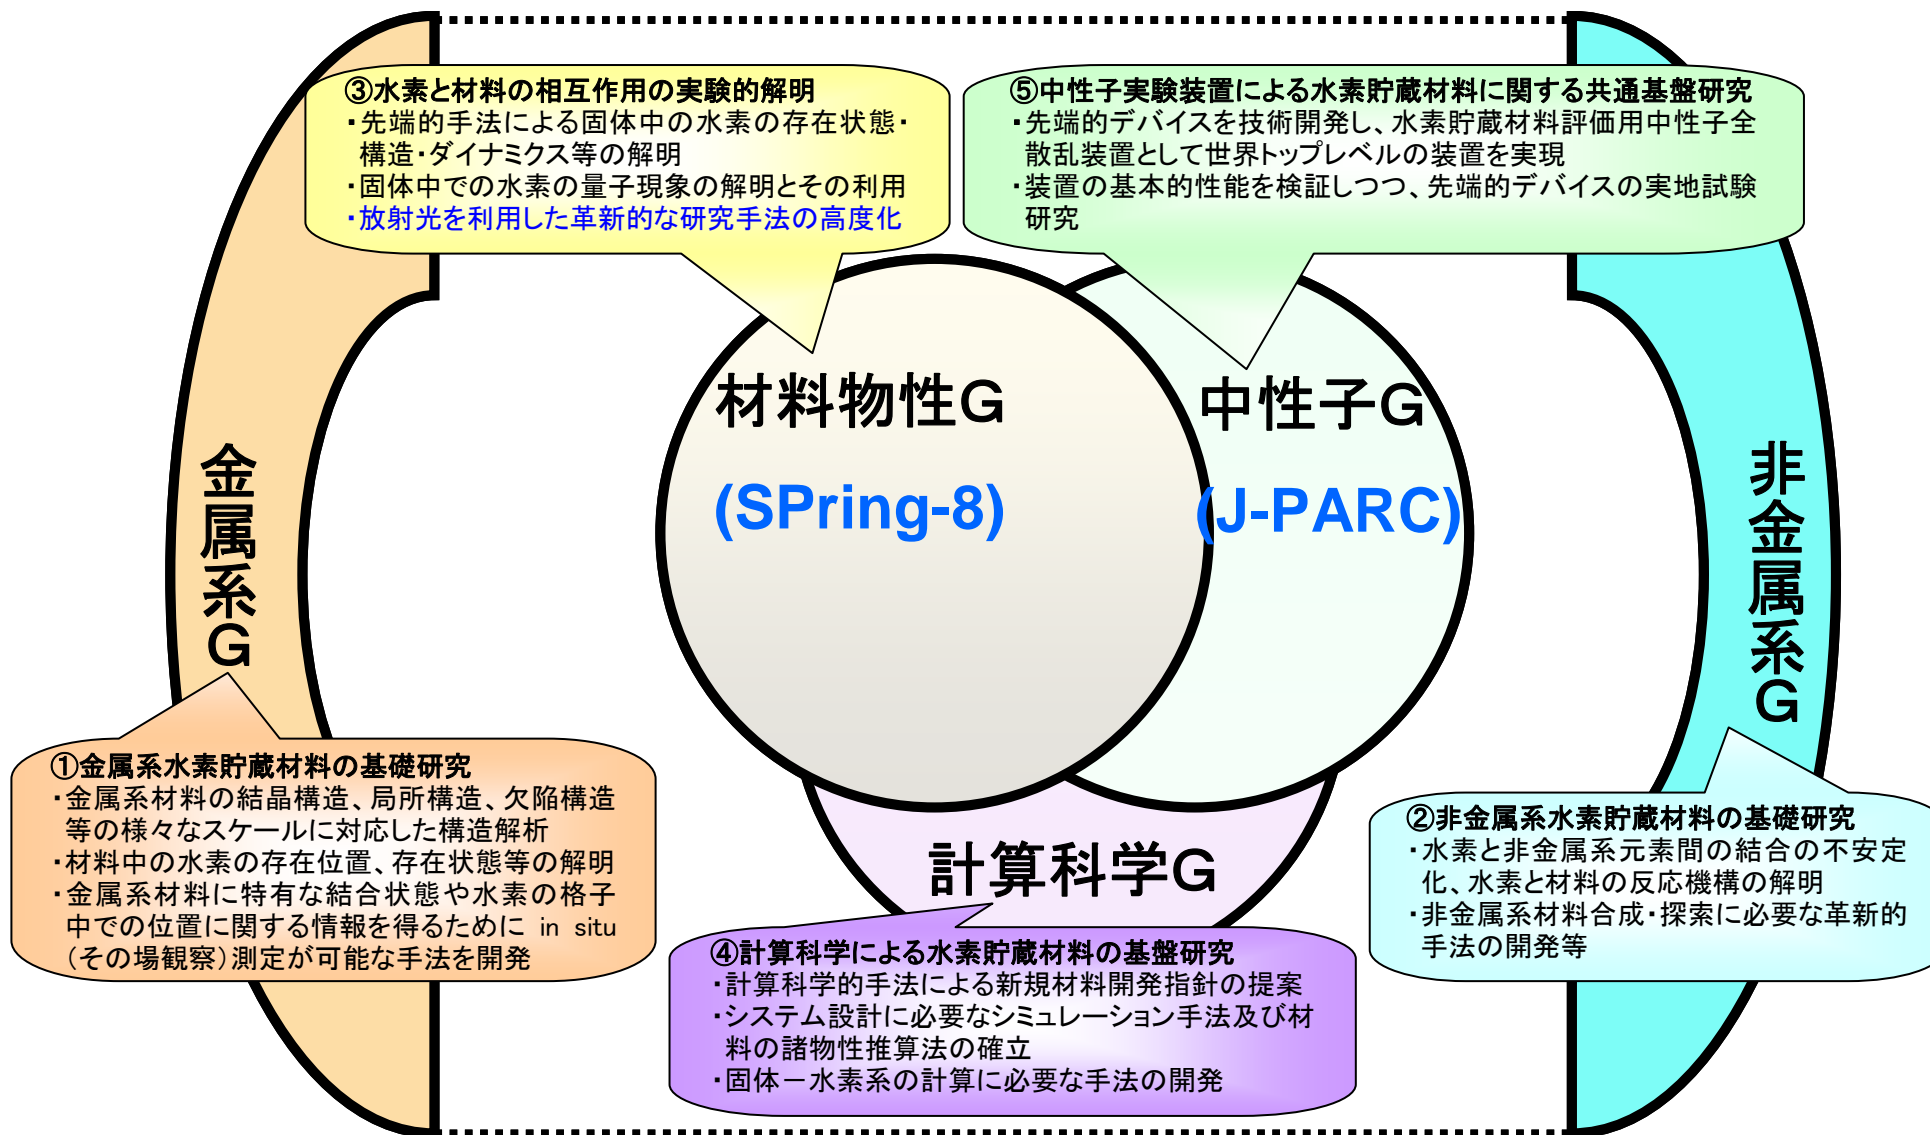 ③水素と材料の相互作用の実験的解明
・先端的手法による固体中の水素の存在状態・
構造・ダイナミクス等の解明
・固体中での水素の量子現象の解明とその利用
・放射光を利用した革新的な研究手法の高度化
⑤中性子実験装置による水素貯蔵材料に関する共通基盤研究
・先端的デバイスを技術開発し、水素貯蔵材料評価用中性子全
散乱装置として世界トップレベルの装置を実現
・装置の基本的性能を検証しつつ、先端的デバイスの実地試験
研究
材料物性G
(SPring-8)
中性子G
(J-PARC)
金属系G
非金属系G
計算科学G
①金属系水素貯蔵材料の基礎研究
・金属系材料の結晶構造、局所構造、欠陥構造
等の様々なスケールに対応した構造解析
・材料中の水素の存在位置、存在状態等の解明
・金属系材料に特有な結合状態や水素の格子
中での位置に関する情報を得るために in situ
（その場観察）測定が可能な手法を開発
②非金属系水素貯蔵材料の基礎研究
・水素と非金属系元素間の結合の不安定
化、水素と材料の反応機構の解明
・非金属系材料合成・探索に必要な革新的
手法の開発等
④計算科学による水素貯蔵材料の基盤研究
・計算科学的手法による新規材料開発指針の提案
・システム設計に必要なシミュレーション手法及び材
料の諸物性推算法の確立
・固体－水素系の計算に必要な手法の開発